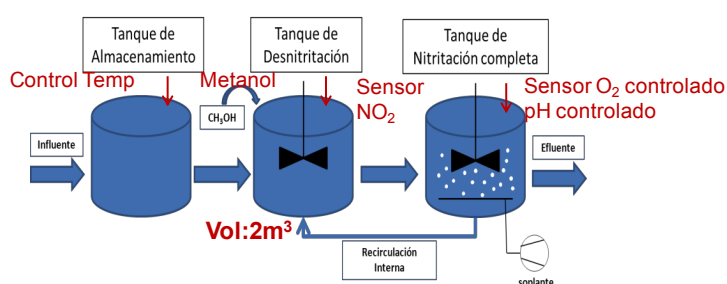 Tanque de
Almacenamiento
Tanque de
Desnitritación
Tanque de
Nitritación completa
Control Temp
Metanol
Sensor
NO₂
Sensor O₂ controlado
pH controlado
CH₃OH
Influente
Efluente
Vol:2m³
Recirculación
Interna
soplante